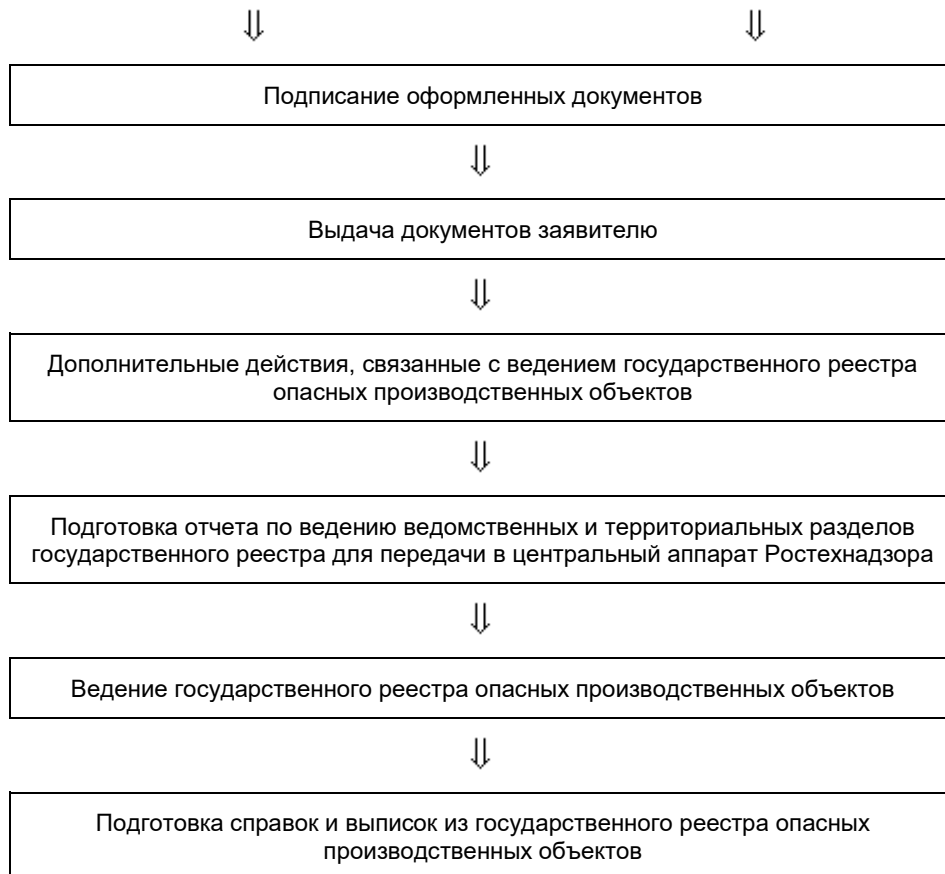 Подписание оформленных документов
Выдача документов заявителю
Дополнительные действия, связанные с ведением государственного реестра
опасных производственных объектов
Подготовка отчета по ведению ведомственных и территориальных разделов
государственного реестра для передачи в центральный аппарат Ростехнадзора
Ведение государственного реестра опасных производственных объектов
Подготовка справок и выписок из государственного реестра опасных
производственных объектов